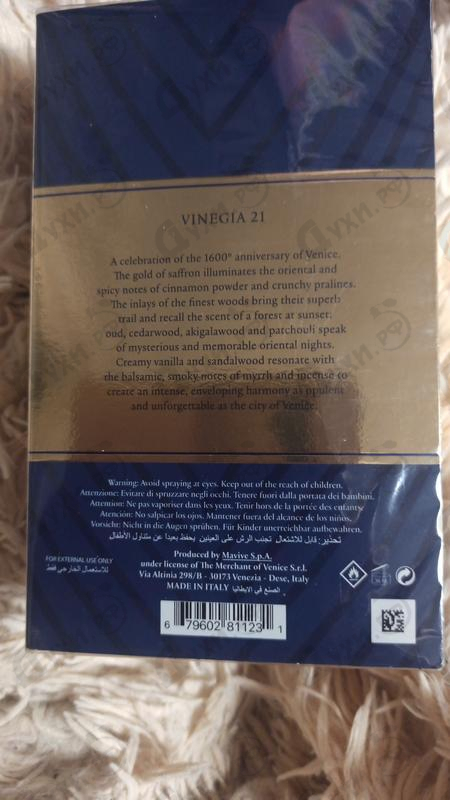 VINEGIA 21
A celebration of the 1600° anniversary of Venice.
The gold of saffron illuminates the oriental and
spicy notes of cinnamon powder and crunchy pralines.
The inlays of the finest woods bring their superb
trail and recall the scent of a forest at sunset:
oud, cedarwood, akigalawood and patchouli speak
of mysterious and memorable oriental nights.
Creamy vanilla and sandalwood resonate with
the balsamic, smoky notes of myrrh and incense to
create an intense, enveloping harmony as opulent
and unforgettable as the city of Venice.
Warning: Avoid spraying at eyes. Keep out of the reach of children.
Attenzione: Evitare di spruzzare negli occhi. Tenere fuori dalla portata dei bambini.
Attention: Ne pas vaporiser dans les yeux. Tenir hors de la portée des enfants.
Atención: No salpicar los ojos. Mantener fuera del alcance de los niños.
Vorsicht: Nicht in die Augen sprühen. Für Kinder unerreichbar aufbewahren.
تحذير: قابل للاشتعال. تجنب الرش على العينين. يحفظ بعيدا عن متناول الأطفال.
FOR EXTERNAL USE ONLY
للاستعمال الخارجي فقط
Produced by Mavive S.p.A.
under license of The Merchant of Venice S.r.l.
Via Altinia 298/B - 30173 Venezia - Dese, Italy
MADE IN ITALY الصنع في الايطاليا
6 79602 81123 1
Духи.рф